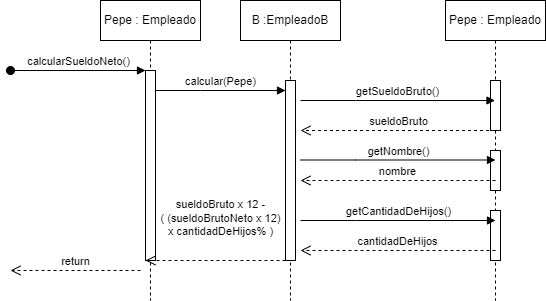 Pepe : Empleado
B :EmpleadoB
Pepe : Empleado
calcularSueldoNeto()
calcular(Pepe)
getSueldoBruto()
sueldoBruto
getNombre()
nombre
sueldoBruto x 12 -
( (sueldoBrutoNeto x 12)
x cantidadDeHijos% )
getCantidadDeHijos()
cantidadDeHijos
return